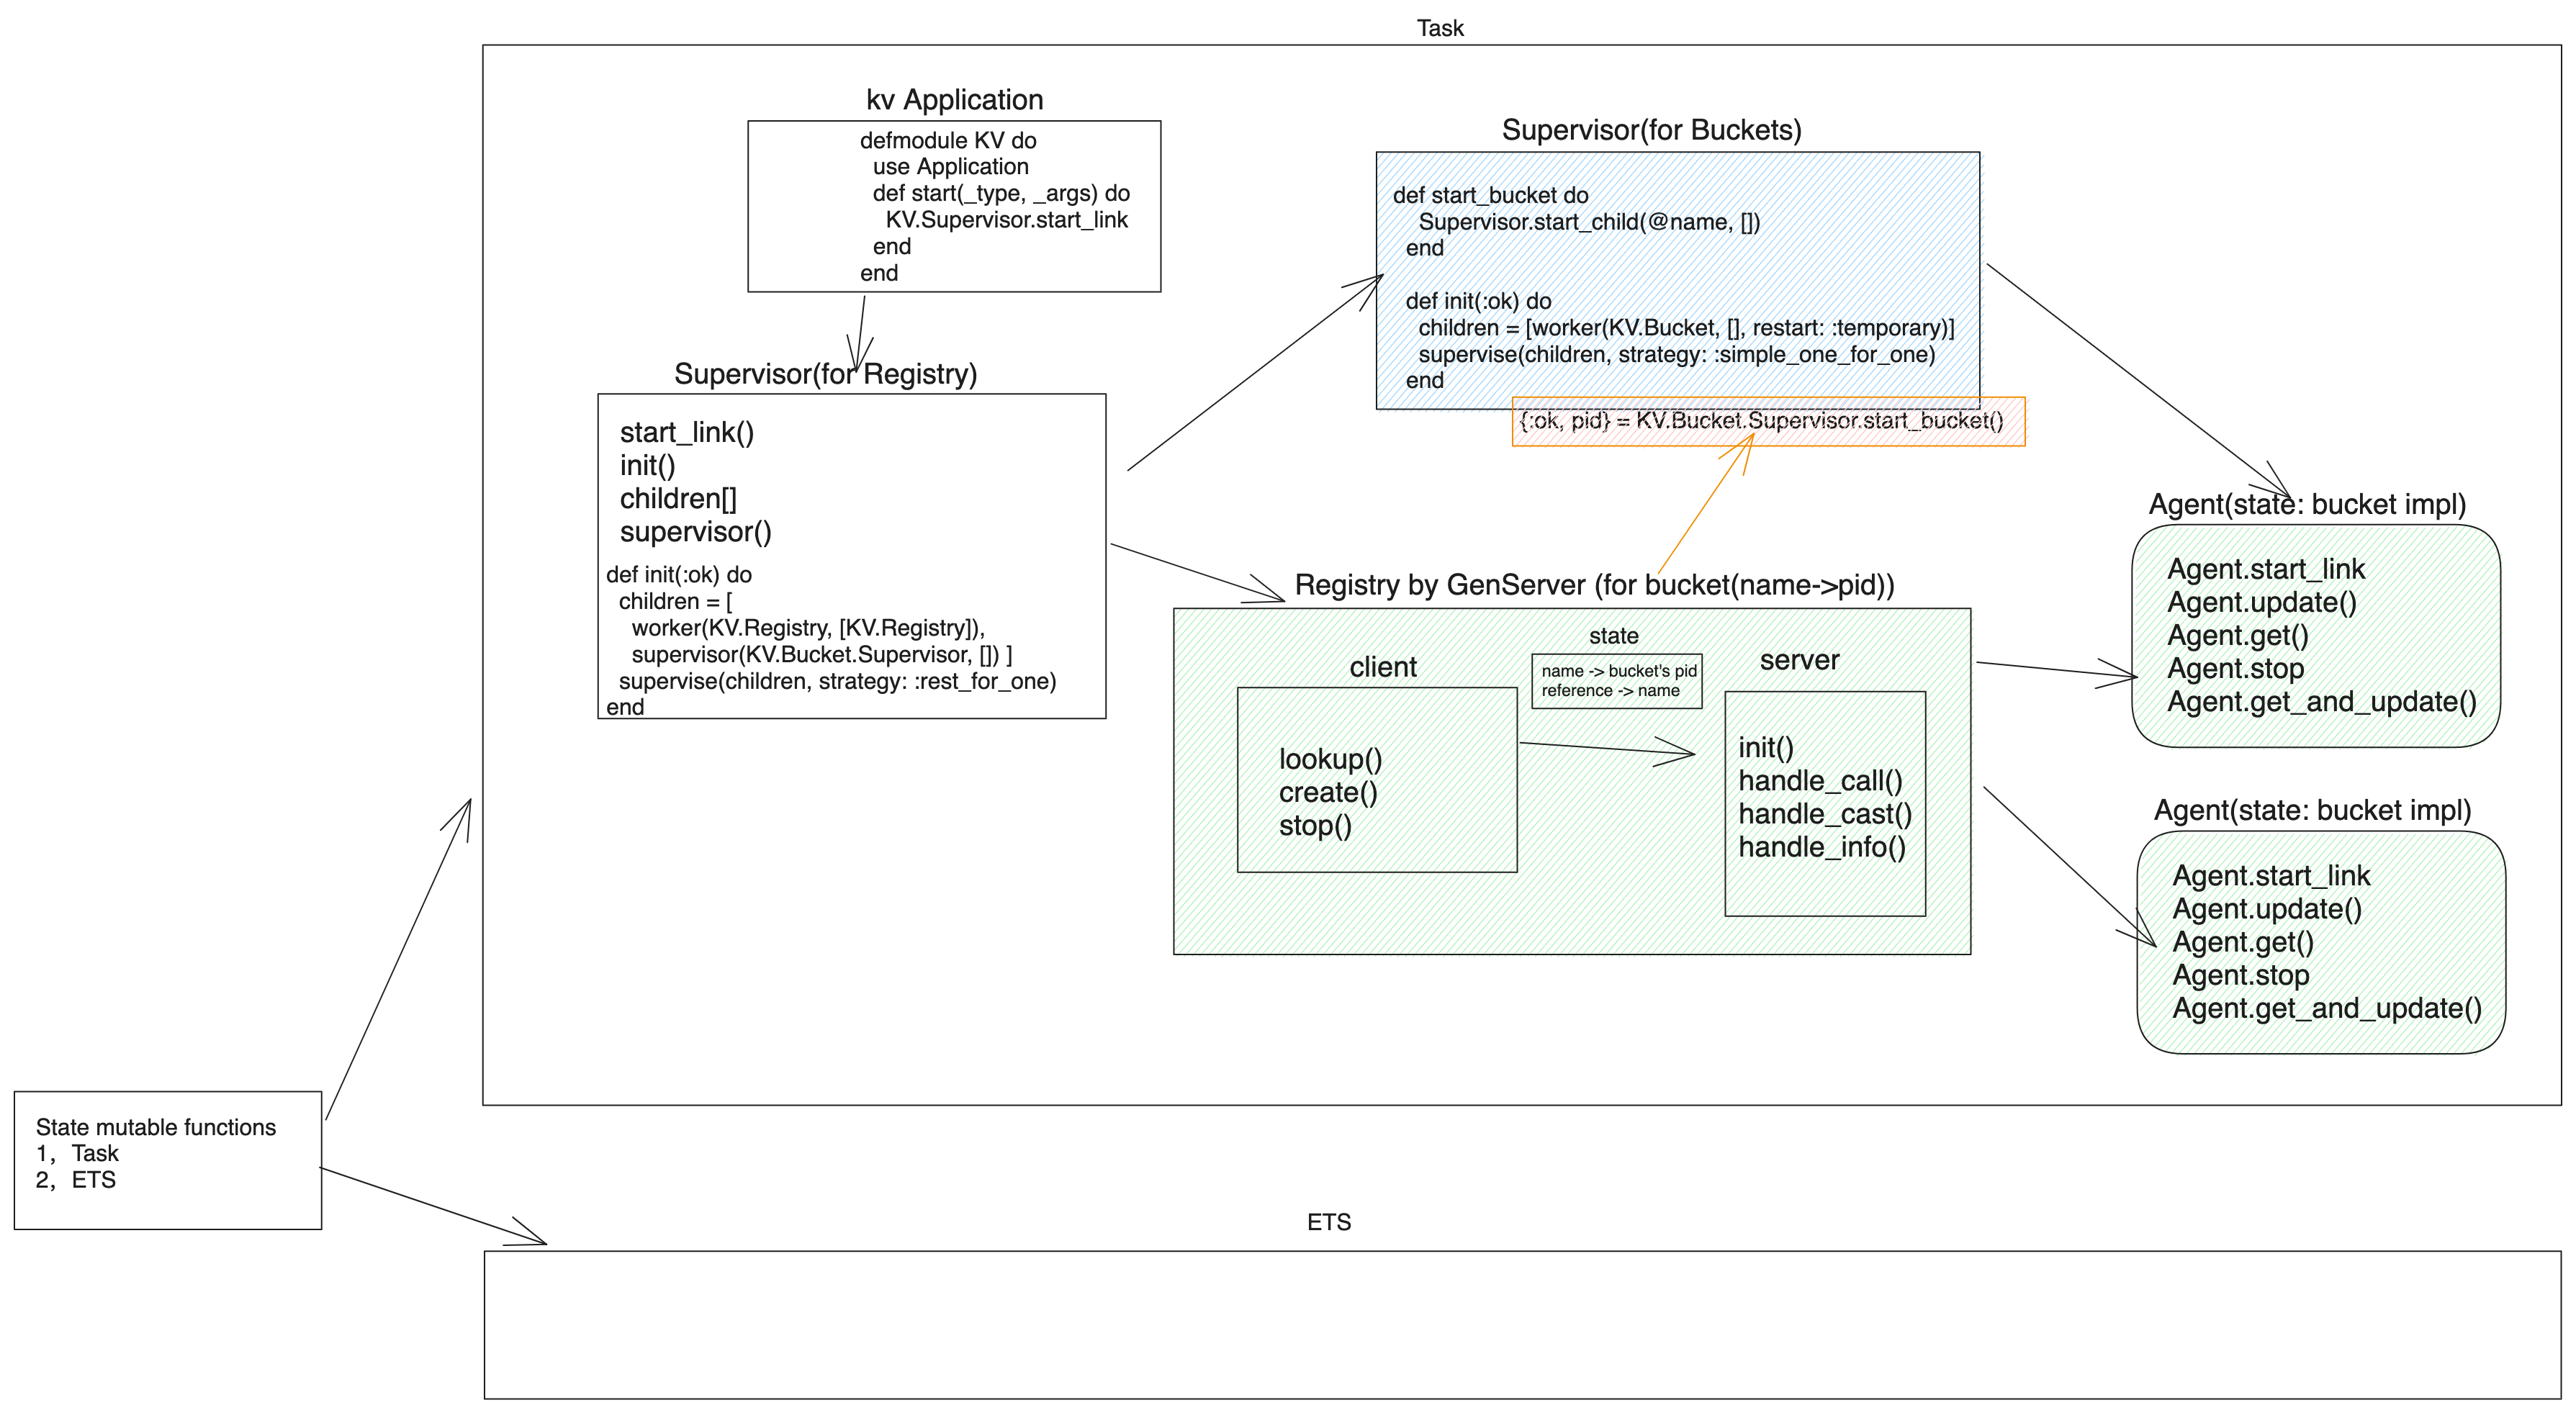 Task
kv Application
defmodule KV do
use Application
def start(_type, _args) do
KV.Supervisor.start_link
end
end
Supervisor(for Registry)
start_link()
init()
children[]
supervisor()
def init(:ok) do
children = [
worker(KV.Registry, [KV.Registry]),
supervisor(KV.Bucket.Supervisor, []) ]
supervise(children, strategy: :rest_for_one)
end
Supervisor(for Buckets)
def start_bucket do
Supervisor.start_child(@name, [])
end
def init(:ok) do
children = [worker(KV.Bucket, [], restart: :temporary)]
supervise(children, strategy: :simple_one_for_one)
end
{:ok, pid} = KV.Bucket.Supervisor.start_bucket()
Registry by GenServer (for bucket(name->pid))
client
lookup()
create()
stop()
state
name -> bucket's pid
reference -> name
server
init()
handle_call()
handle_cast()
handle_info()
Agent(state: bucket impl)
Agent.start_link
Agent.update()
Agent.get()
Agent.stop
Agent.get_and_update()
Agent(state: bucket impl)
Agent.start_link
Agent.update()
Agent.get()
Agent.stop
Agent.get_and_update()
State mutable functions
1, Task
2, ETS
ETS